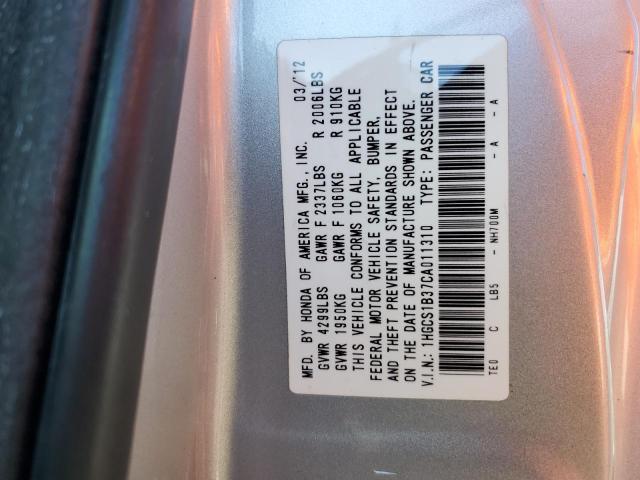 MFD. BY HONDA OF AMERICA MFG., INC. 03/'12
GVWR 4299LBS GAWR F 2337LBS R 2006LBS
GVWR 1950KG GAWR F 1060KG R 910KG
THIS VEHICLE CONFORMS TO ALL APPLICABLE
FEDERAL MOTOR VEHICLE SAFETY, BUMPER,
AND THEFT PREVENTION STANDARDS IN EFFECT
ON THE DATE OF MANUFACTURE SHOWN ABOVE.
V.I.N.: 1HGCS1B37CA011310 TYPE: PASSENGER CAR
TE0 C LB5 - NH700M - A - A